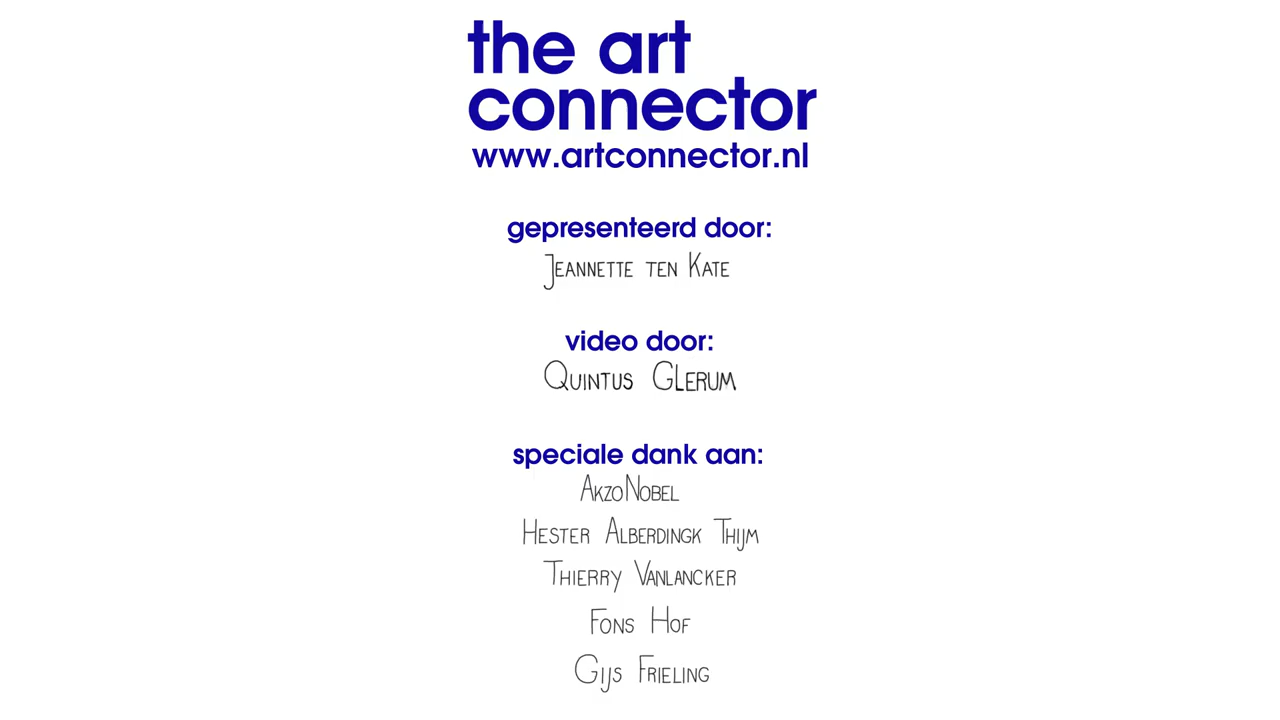 the art
connector
www.artconnector.nl
gepresenteerd door:
Jeannette ten Kate
video door:
Quintus Glerum
speciale dank aan:
AkzoNobel
Hester Alberdingk Thijm
Thierry Vanlancker
Fons Hof
Gijs Frieling